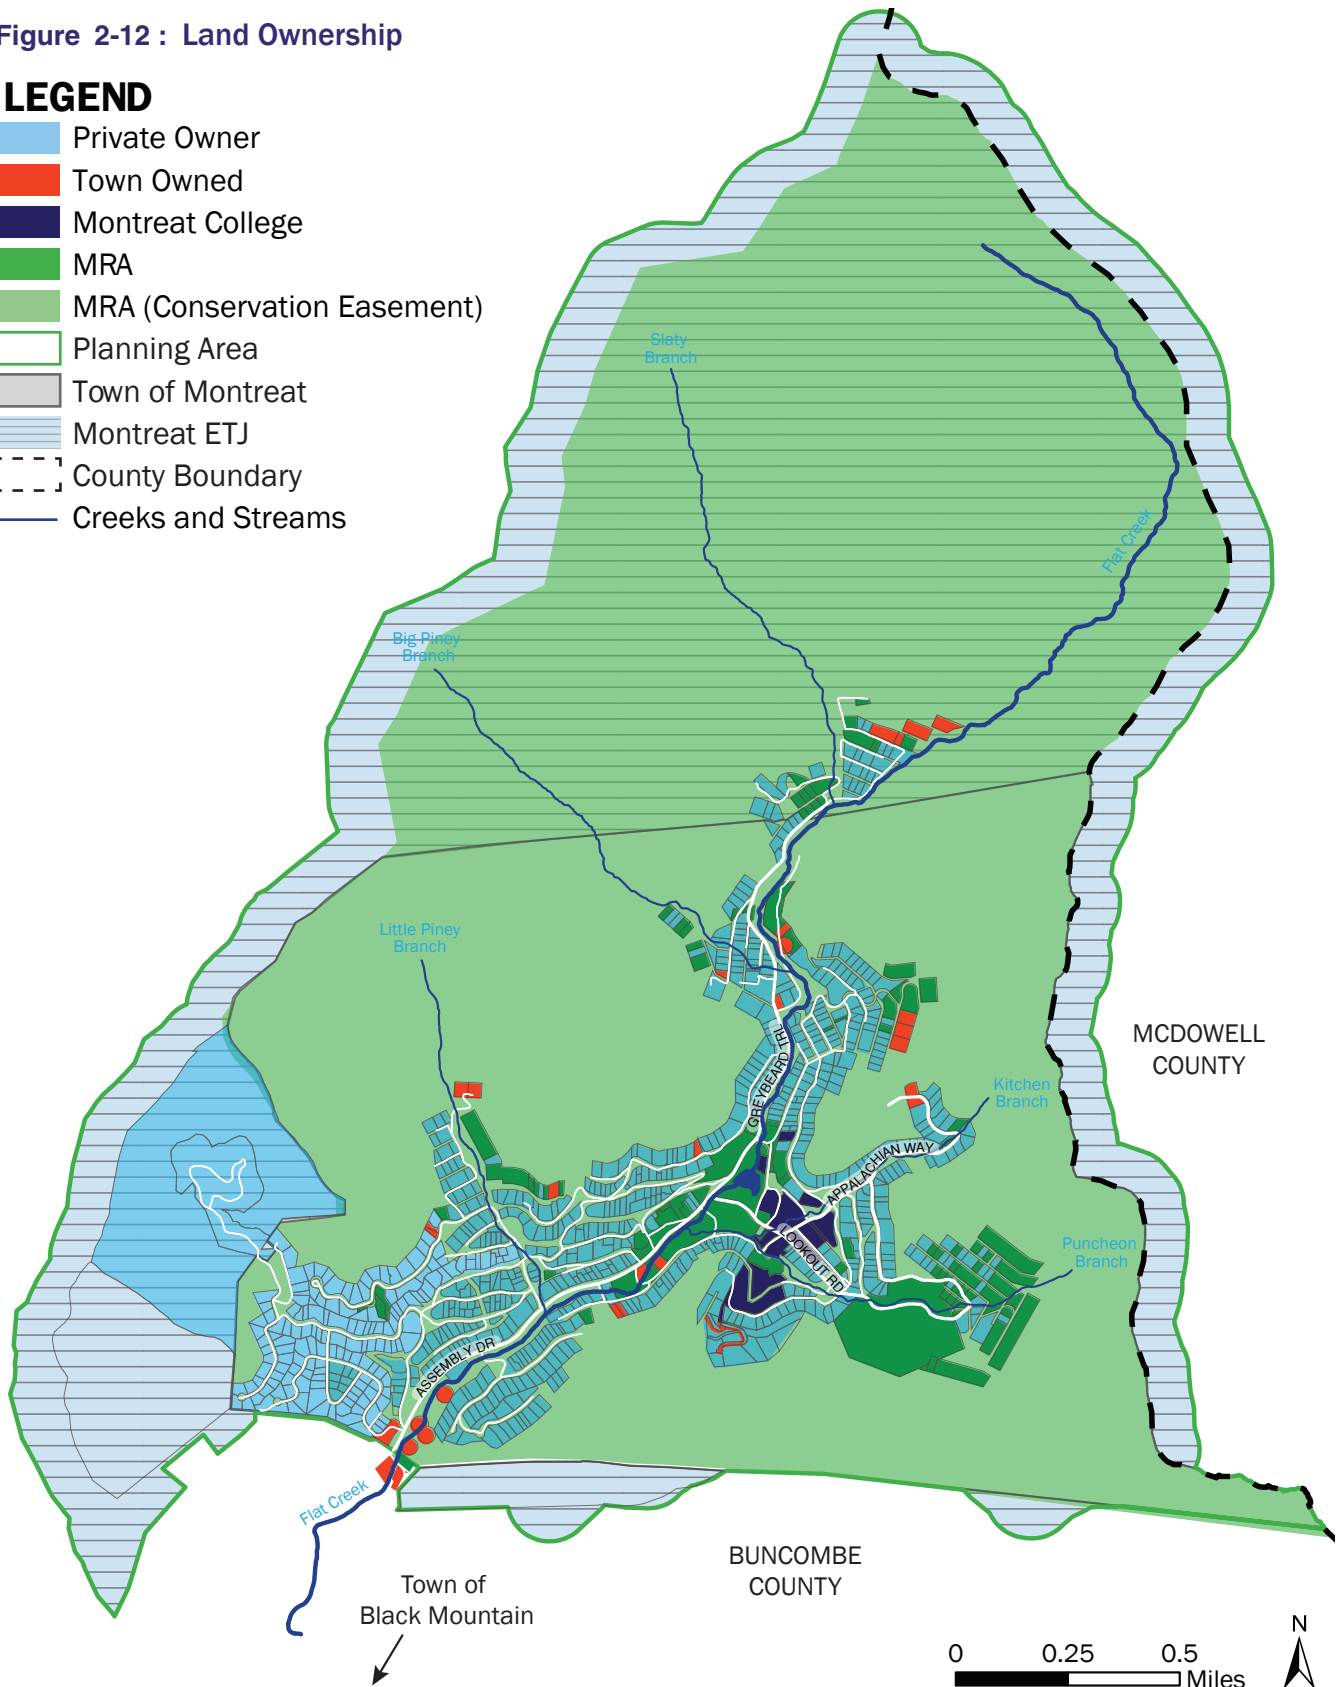 Figure 2-12 : Land Ownership
LEGEND
Private Owner
Town Owned
Montreat College
MRA
MRA (Conservation Easement)
Planning Area
Town of Montreat
Montreat ETJ
County Boundary
Creeks and Streams
Slaty
Branch
Flat Creek
Big Piney
Branch
Little Piney
Branch
MCDOWELL
COUNTY
GREYBEARD TRL
Kitchen
Branch
APPALACHIAN WAY
LOOKOUT RD
Puncheon
Branch
ASSEMBLY DR
Flat Creek
BUNCOMBE
COUNTY
Town of
Black Mountain
N
0 0.25 0.5
Miles